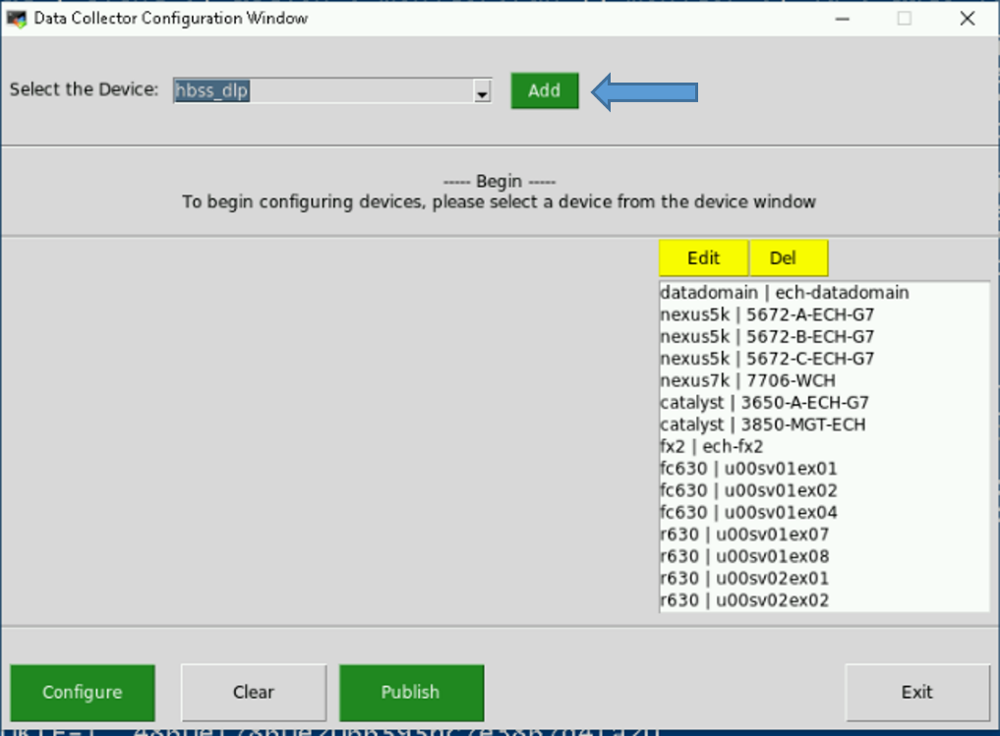 Data Collector Configuration Window
Select the Device: hbss_dlp Add
----- Begin -----
To begin configuring devices, please select a device from the device window
Edit Del
datadomain | ech-datadomain
nexus5k | 5672-A-ECH-G7
nexus5k | 5672-B-ECH-G7
nexus5k | 5672-C-ECH-G7
nexus7k | 7706-WCH
catalyst | 3650-A-ECH-G7
catalyst | 3850-MGT-ECH
fx2 | ech-fx2
fc630 | u00sv01ex01
fc630 | u00sv01ex02
fc630 | u00sv01ex04
r630 | u00sv01ex07
r630 | u00sv01ex08
r630 | u00sv02ex01
r630 | u00sv02ex02
Configure Clear Publish Exit